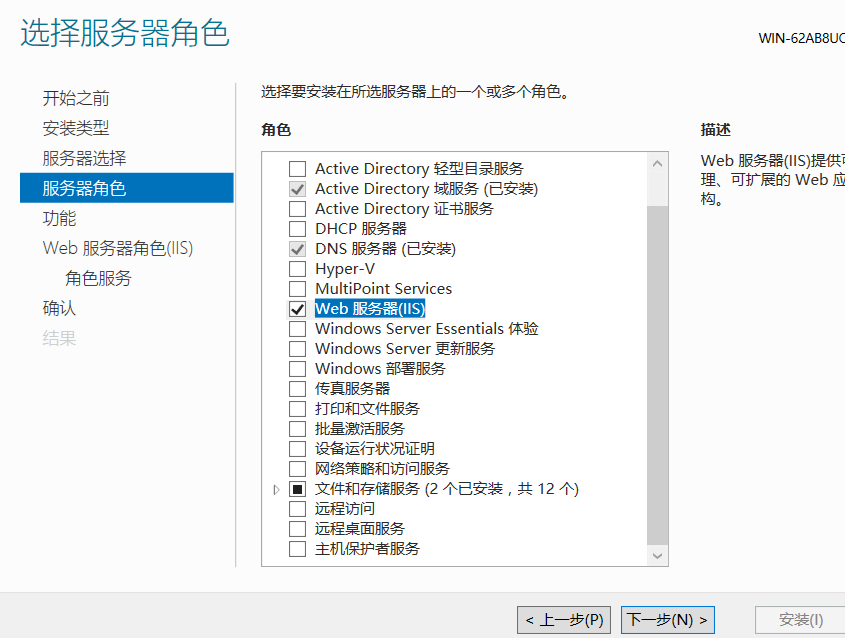 选择服务器角色
WIN-62AB8UC
开始之前
安装类型
服务器选择
服务器角色
功能
Web 服务器角色(IIS)
角色服务
确认
结果
选择要安装在所选服务器上的一个或多个角色。
角色
Active Directory 轻型目录服务
Active Directory 域服务 (已安装)
Active Directory 证书服务
DHCP 服务器
DNS 服务器 (已安装)
Hyper-V
MultiPoint Services
Web 服务器(IIS)
Windows Server Essentials 体验
Windows Server 更新服务
Windows 部署服务
传真服务器
打印和文件服务
批量激活服务
设备运行状况证明
网络策略和访问服务
文件和存储服务 (2 个已安装，共 12 个)
远程访问
远程桌面服务
主机保护者服务
描述
Web 服务器(IIS)提供
理、可扩展的 Web 应
构。
< 上一步(P)
下一步(N) >
安装(I)